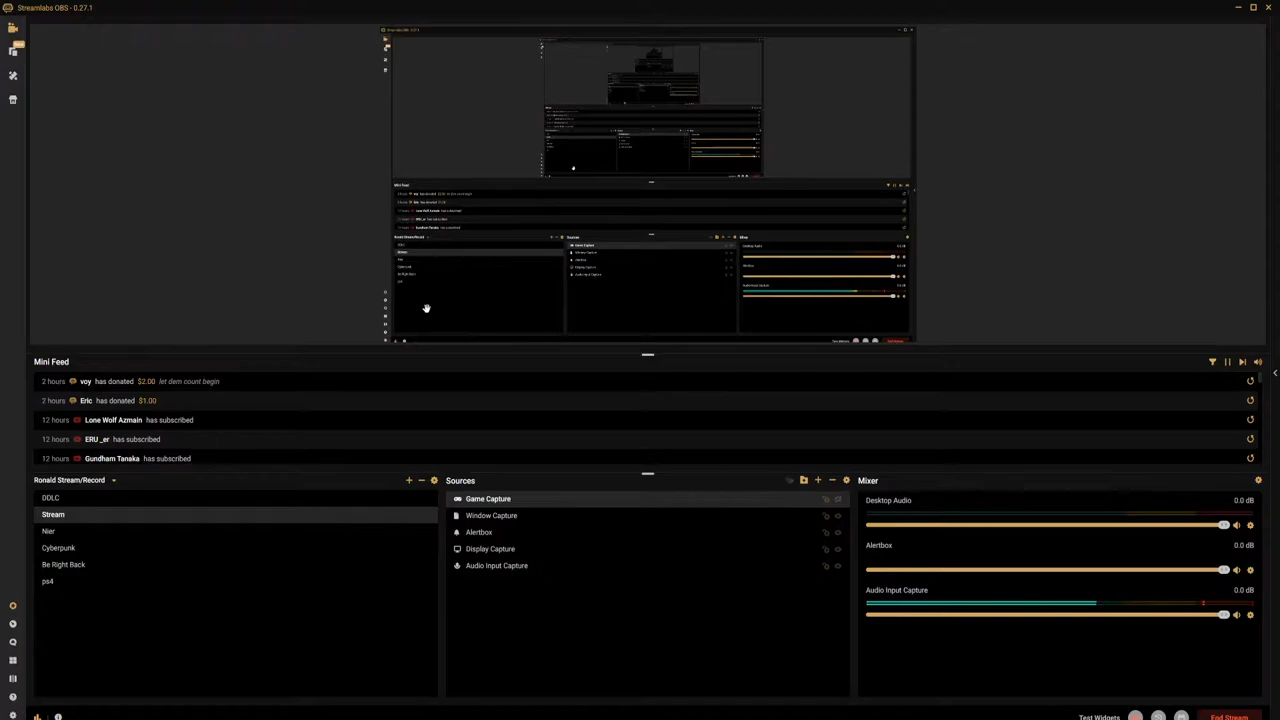 Streamlabs OBS - 0.27.1
Mini Feed
2 hours voy has donated $2.00 let dem count begin
2 hours Eric has donated $1.00
12 hours Lone Wolf Azmain has subscribed
12 hours ERU _er has subscribed
12 hours Gundham Tanaka has subscribed
Ronald Stream/Record
DDLC
Stream
Nier
Cyberpunk
Be Right Back
ps4
Sources
Game Capture
Window Capture
Alertbox
Display Capture
Audio Input Capture
Mixer
Desktop Audio 0.0 dB
Alertbox 0.0 dB
Audio Input Capture 0.0 dB
Test Widgets
End Stream